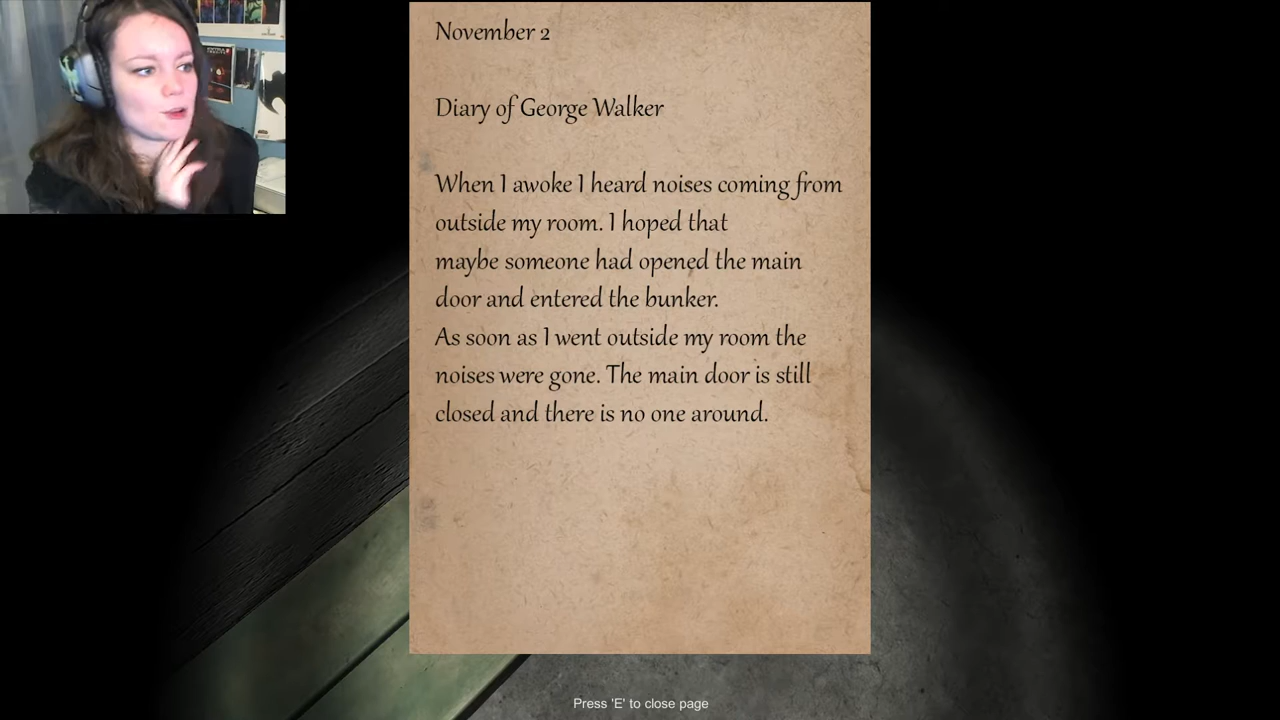 November 2
Diary of George Walker
When I awoke I heard noises coming from
outside my room. I hoped that
maybe someone had opened the main
door and entered the bunker.
As soon as I went outside my room the
noises were gone. The main door is still
closed and there is no one around.
Press 'E' to close page